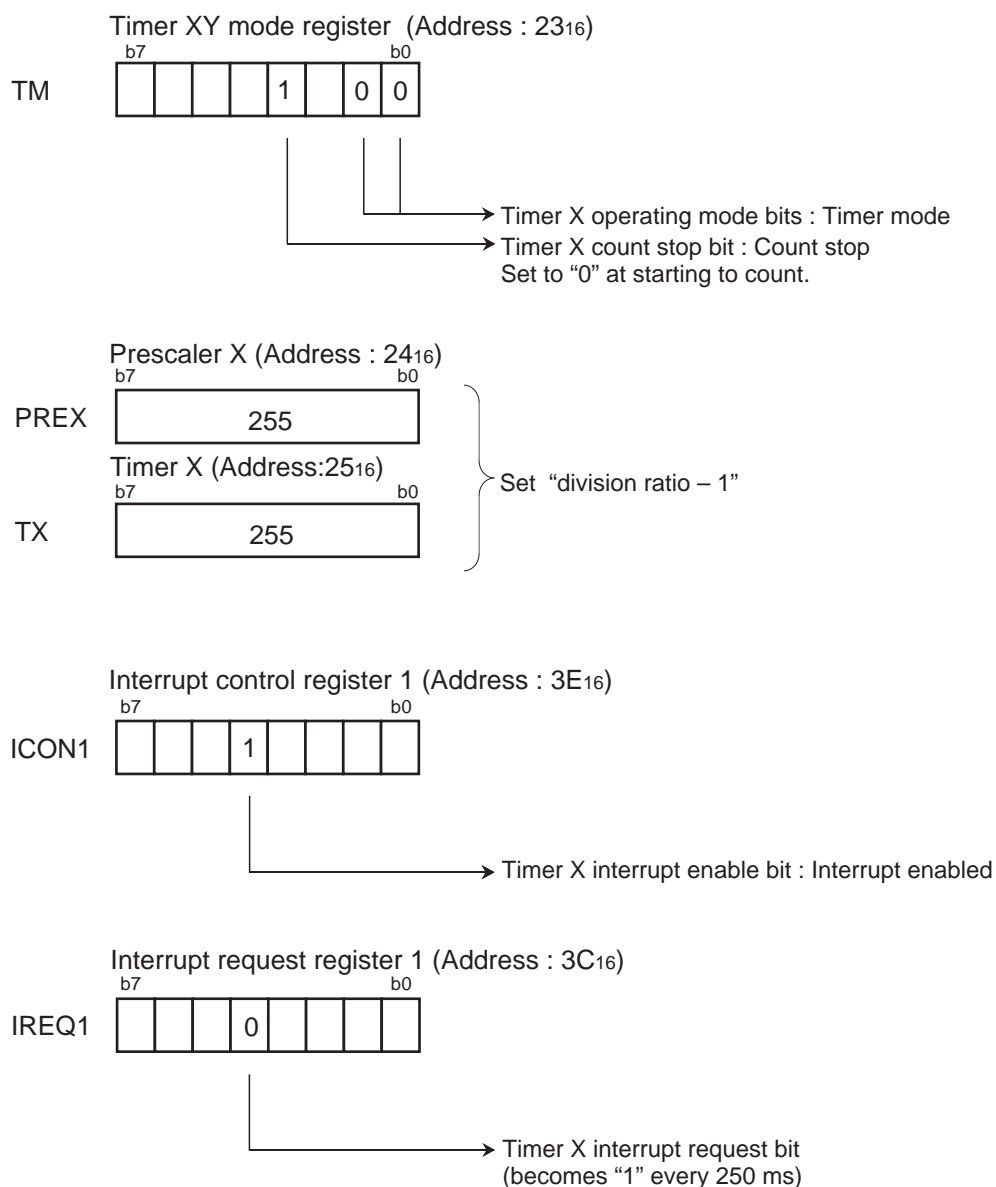 Timer XY mode register (Address : 2316)
b7 b0
TM 1 0 0
Timer X operating mode bits : Timer mode
Timer X count stop bit : Count stop
Set to “0” at starting to count.
Prescaler X (Address : 2416)
b7 b0
PREX 255
Timer X (Address:2516)
b7 b0
TX 255
Set “division ratio – 1”
Interrupt control register 1 (Address : 3E16)
b7 b0
ICON1 1
Timer X interrupt enable bit : Interrupt enabled
Interrupt request register 1 (Address : 3C16)
b7 b0
IREQ1 0
Timer X interrupt request bit
(becomes “1” every 250 ms)